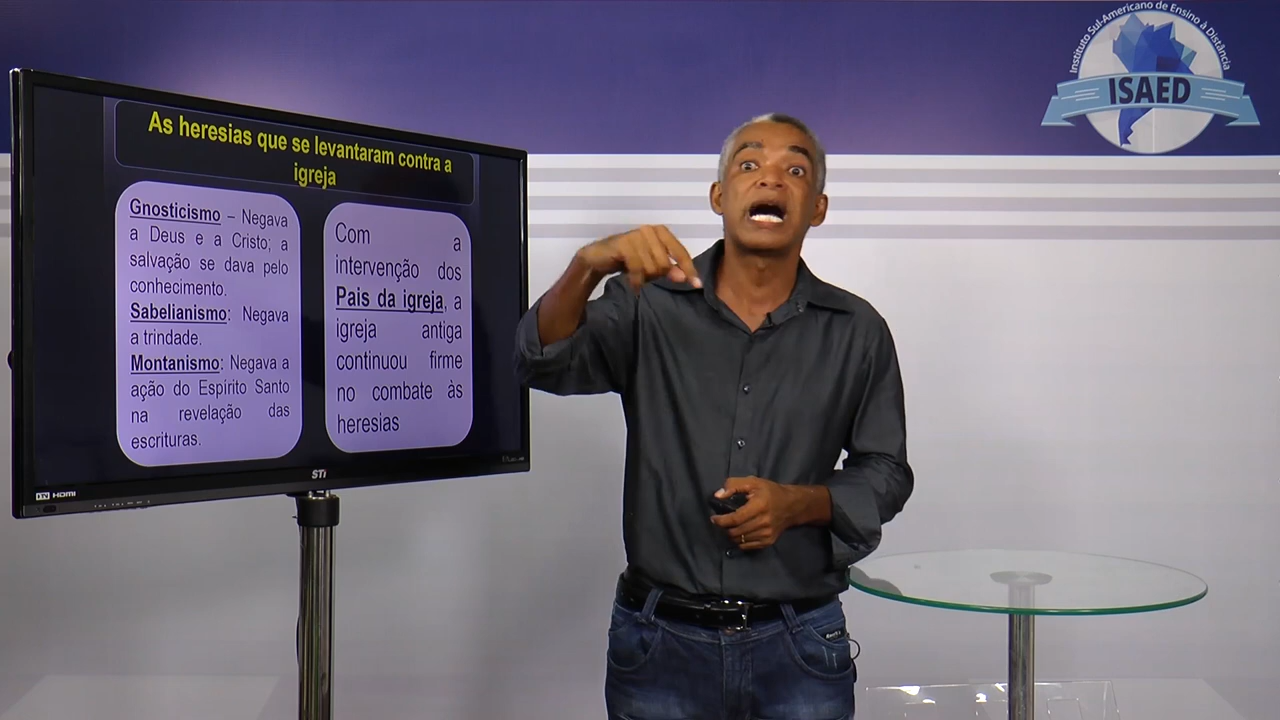 As heresias que se levantaram contra a
igreja
Gnosticismo – Negava
a Deus e a Cristo; a
salvação se dava pelo
conhecimento.
Sabelianismo: Negava
a trindade.
Montanismo: Negava a
ação do Espírito Santo
na revelação das
escrituras.
Com a
intervenção dos
Pais da igreja, a
igreja antiga
continuou firme
no combate às
heresias
STi
HDMI
Instituto Sul-Americano de Ensino à Distância
ISAED